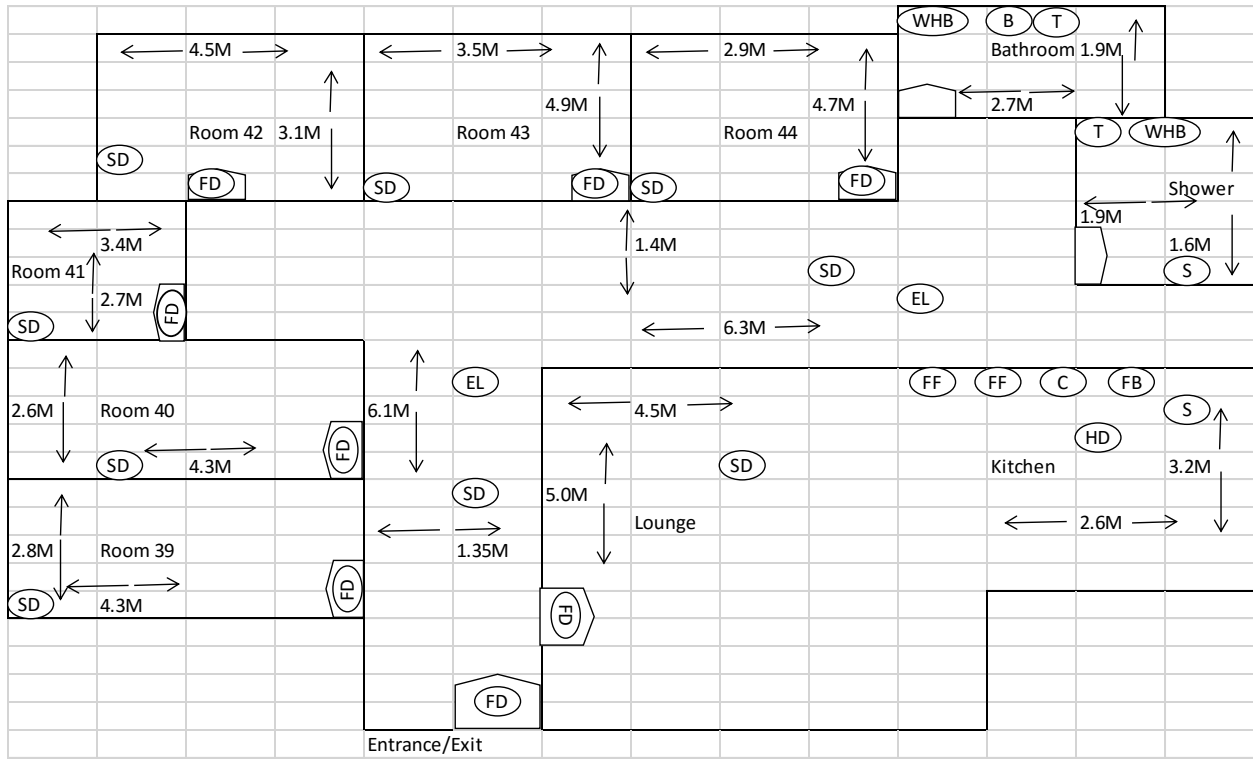 WHB B T
4.5M 3.5M 2.9M Bathroom 1.9M
4.9M 4.7M 2.7M
Room 42 3.1M Room 43 Room 44 T WHB
SD
FD SD FD SD FD Shower
1.9M
3.4M 1.4M 1.6M
Room 41 SD S
2.7M FD EL
SD 6.3M
EL FF FF C FB
2.6M Room 40 6.1M 4.5M S
HD
SD 4.3M FD SD Kitchen 3.2M
SD 5.0M
2.8M Room 39 1.35M Lounge 2.6M
SD 4.3M FD
FD
FD
Entrance/Exit